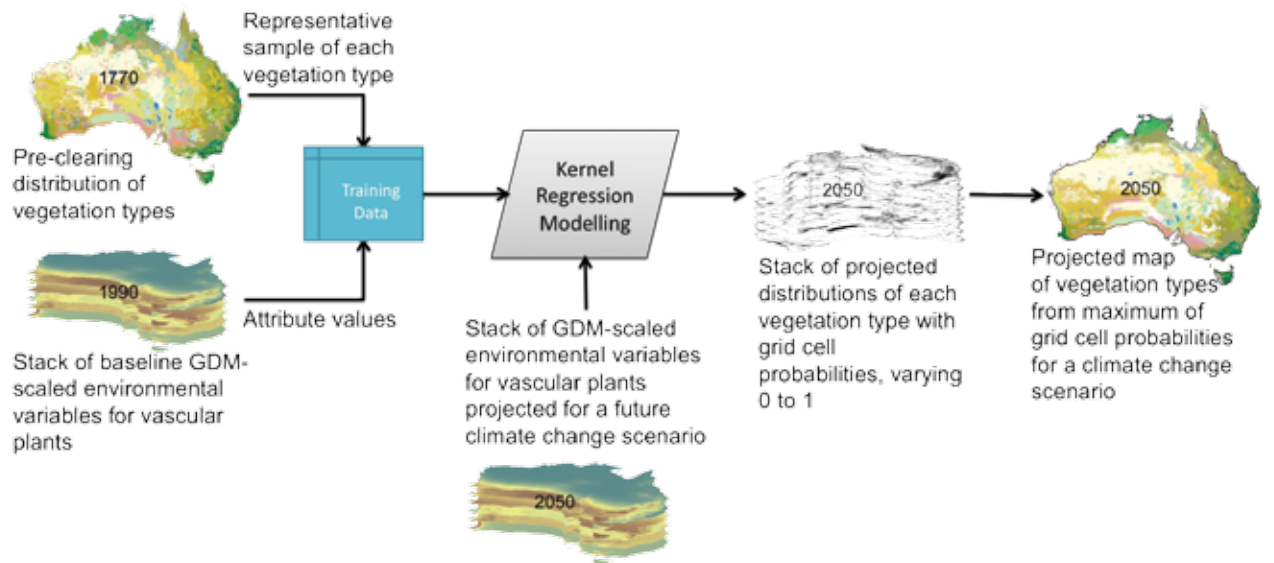 1770
Pre-clearing
distribution of
vegetation types
Representative
sample of each
vegetation type
1990
Stack of baseline GDM-
scaled environmental
variables for vascular
plants
Attribute values
Training
Data
Kernel
Regression
Modelling
Stack of GDM-scaled
environmental variables
for vascular plants
projected for a future
climate change scenario
2050
2050
Stack of projected
distributions of each
vegetation type with
grid cell
probabilities, varying
0 to 1
2050
Projected map
of vegetation types
from maximum of
grid cell probabilities
for a climate change
scenario